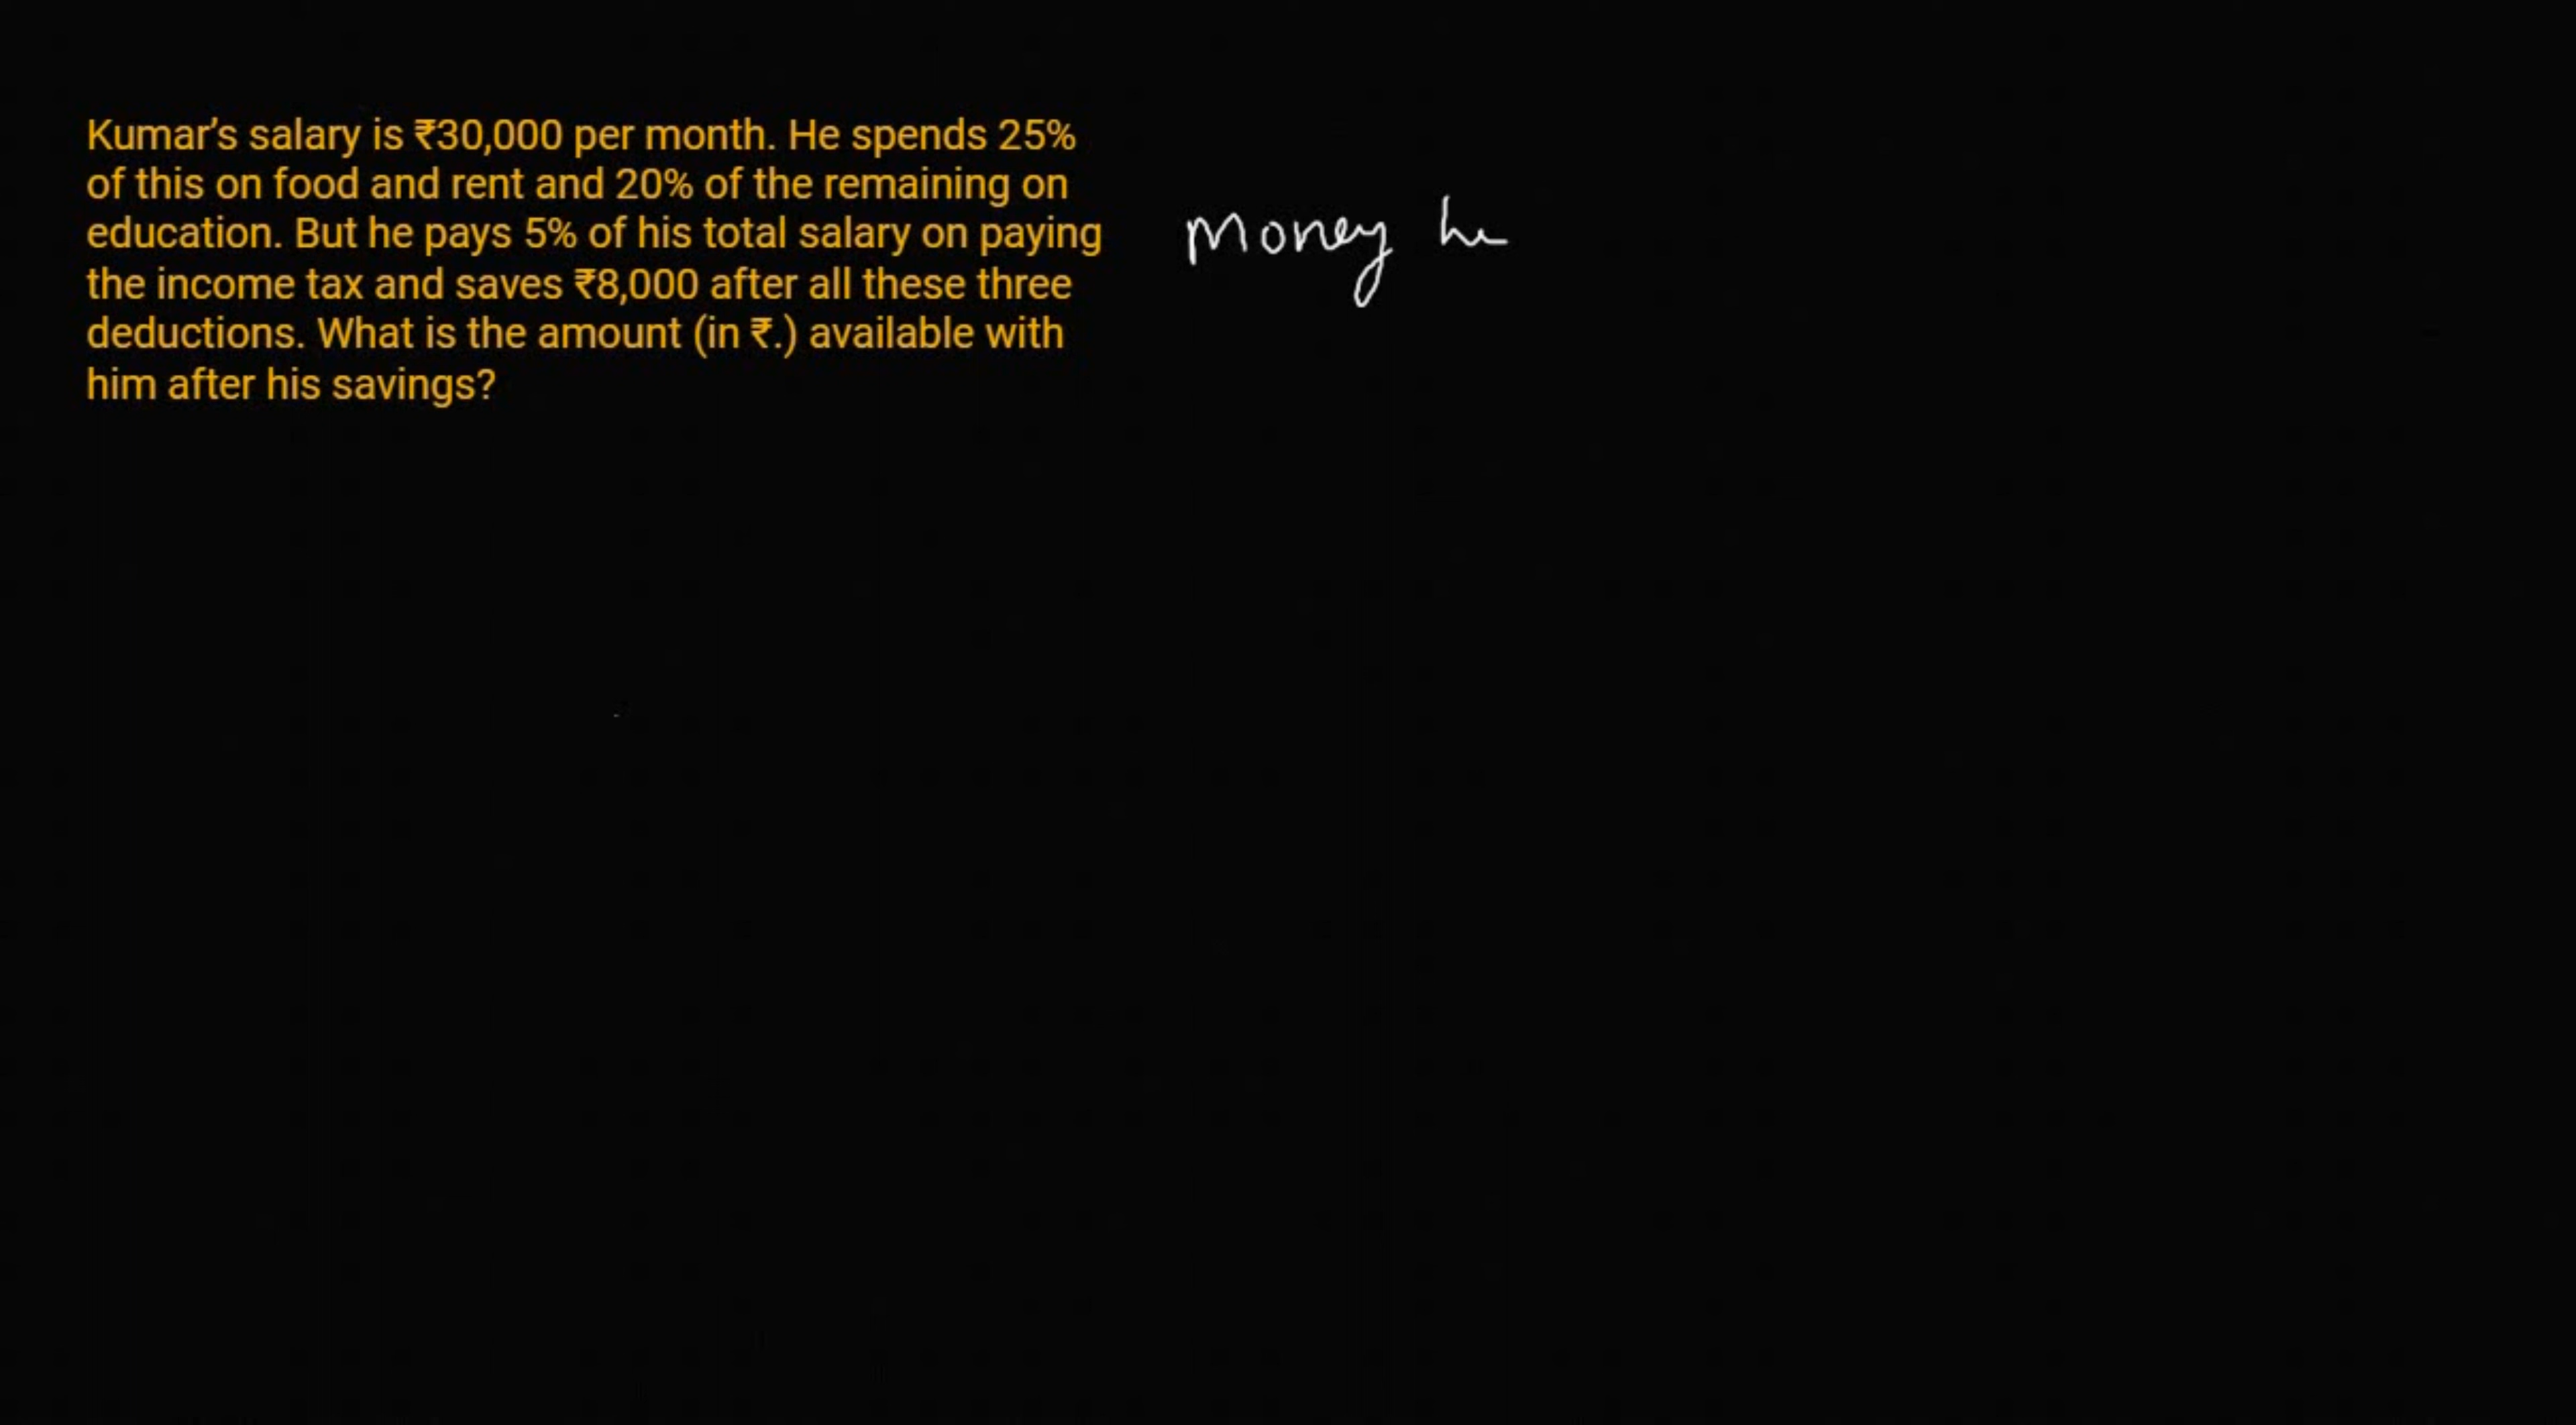 Kumar’s salary is ₹30,000 per month. He spends 25%
of this on food and rent and 20% of the remaining on
education. But he pays 5% of his total salary on paying
the income tax and saves ₹8,000 after all these three
deductions. What is the amount (in ₹.) available with
him after his savings?
Money he